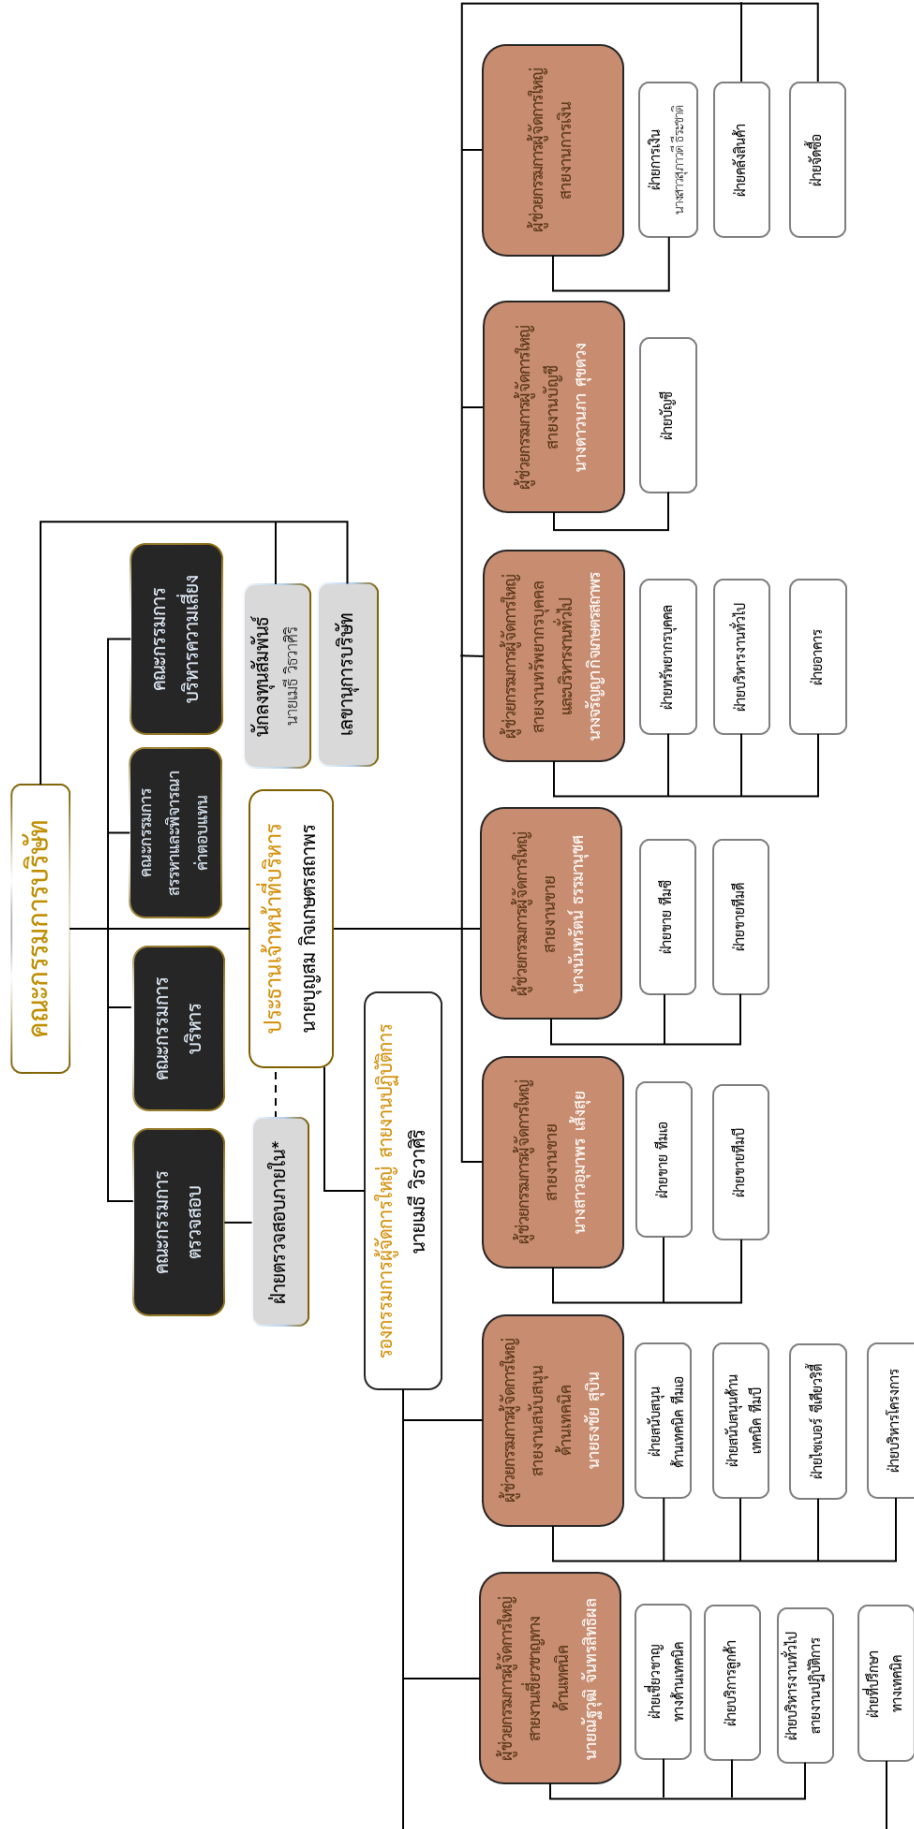 คณะกรรมการบริษัท
คณะกรรมการ
ตรวจสอบ
คณะกรรมการ
บริหาร
คณะกรรมการ
สรรหาและพิจารณา
ค่าตอบแทน
คณะกรรมการ
บริหารความเสี่ยง
ฝ่ายตรวจสอบภายใน*
ประธานเจ้าหน้าที่บริหาร
นายบุญสม กิจเกษตรสถาพร
นักลงทุนสัมพันธ์
นายเมธี วิธวาศิริ
เลขานุการบริษัท
รองกรรมการผู้จัดการใหญ่ สายงานปฏิบัติการ
นายเมธี วิธวาศิริ
ผู้ช่วยกรรมการผู้จัดการใหญ่
สายงานเชี่ยวชาญทาง
ด้านเทคนิค
นายณัฐวุฒิ จันทรสิทธิผล
ฝ่ายเชี่ยวชาญ
ทางด้านเทคนิค
ฝ่ายบริการลูกค้า
ฝ่ายบริหารงานทั่วไป
สายงานปฏิบัติการ
ฝ่ายที่ปรึกษา
ทางเทคนิค
ผู้ช่วยกรรมการผู้จัดการใหญ่
สายงานสนับสนุน
ด้านเทคนิค
นายธงชัย สุบิน
ฝ่ายสนับสนุน
ด้านเทคนิค ทีมเอ
ฝ่ายสนับสนุนด้าน
เทคนิค ทีมบี
ฝ่ายไซเบอร์ ซีเคียวริตี้
ฝ่ายบริหารโครงการ
ผู้ช่วยกรรมการผู้จัดการใหญ่
สายงานขาย
นางสาวอุมาพร เส้งสุย
ฝ่ายขาย ทีมเอ
ฝ่ายขายทีมบี
ผู้ช่วยกรรมการผู้จัดการใหญ่
สายงานขาย
นางนันทรัตน์ ธรรมานุขศ
ฝ่ายขาย ทีมซี
ฝ่ายขายทีมดี
ผู้ช่วยกรรมการผู้จัดการใหญ่
สายงานทรัพยากรบุคคล
และบริหารงานทั่วไป
นางจรัญญา กิจเกษตรสถาพร
ฝ่ายทรัพยากรบุคคล
ฝ่ายบริหารงานทั่วไป
ฝ่ายอาคาร
ผู้ช่วยกรรมการผู้จัดการใหญ่
สายงานบัญชี
นางดาวนภา ศุขดวง
ฝ่ายบัญชี
ผู้ช่วยกรรมการผู้จัดการใหญ่
สายงานการเงิน
ฝ่ายการเงิน
นางสาวสุภาวดี ธีระชาติ
ฝ่ายคลังสินค้า
ฝ่ายจัดซื้อ